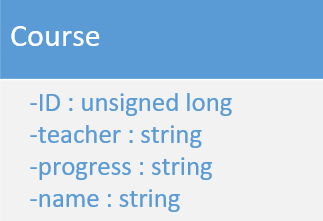 Course
-ID : unsigned long
-teacher : string
-progress : string
-name : string